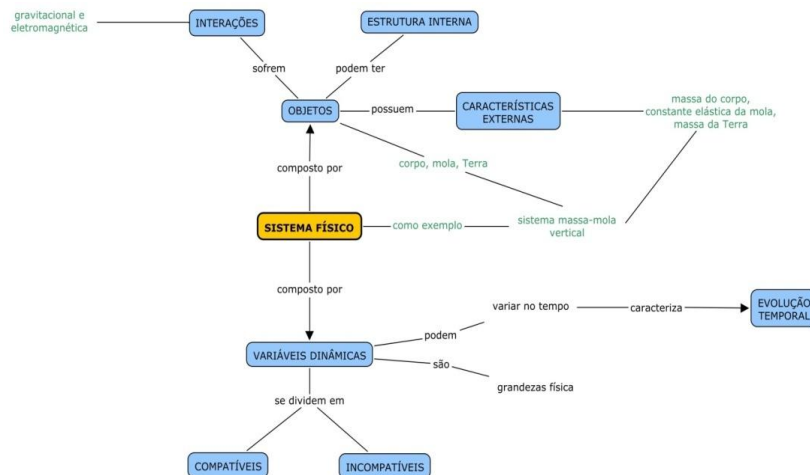 gravitacional e
eletromagnética
INTERAÇÕES
ESTRUTURA INTERNA
sofrem
podem ter
OBJETOS
possuem
CARACTERÍSTICAS
EXTERNAS
massa do corpo,
constante elástica da mola,
massa da Terra
composto por
corpo, mola, Terra
SISTEMA FÍSICO
como exemplo
sistema massa-mola
vertical
composto por
variar no tempo
caracteriza
EVOLUÇÃO
TEMPORAL
podem
VARIÁVEIS DINÂMICAS
são
grandezas física
se dividem em
COMPATÍVEIS
INCOMPATÍVEIS